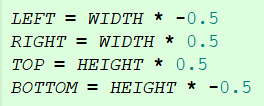 LEFT = WIDTH * -0.5
RIGHT = WIDTH * 0.5
TOP = HEIGHT * 0.5
BOTTOM = HEIGHT * -0.5